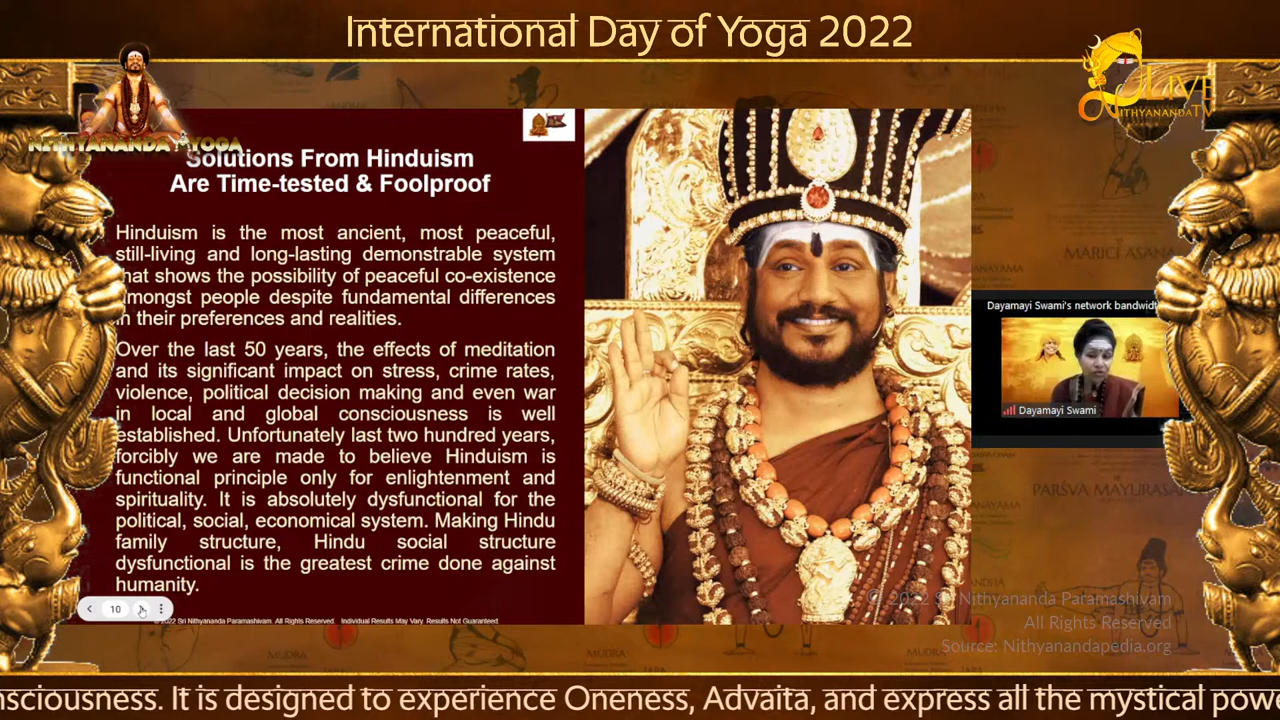 International Day of Yoga 2022
LIVE
NITHYANANDATV
NITHYANANDA YOGA
Solutions From Hinduism
Are Time-tested & Foolproof
Hinduism is the most ancient, most peaceful,
still-living and long-lasting demonstrable system
that shows the possibility of peaceful co-existence
amongst people despite fundamental differences
in their preferences and realities.
Over the last 50 years, the effects of meditation
and its significant impact on stress, crime rates,
violence, political decision making and even war
in local and global consciousness is well
established. Unfortunately last two hundred years,
forcibly we are made to believe Hinduism is
functional principle only for enlightenment and
spirituality. It is absolutely dysfunctional for the
political, social, economical system. Making Hindu
family structure, Hindu social structure
dysfunctional is the greatest crime done against
humanity.
10
2022 Sri Nithyananda Paramashivam. All Rights Reserved. Individual Results May Vary. Results Not Guaranteed.
MARICI ASANA
Dayamayi Swami's network bandwidt
Dayamayi Swami
PARŚVA MAYURASA
© 2022 Sri Nithyananda Paramashivam
All Rights Reserved
Source: Nithyanandapedia.org
MUDRA
MUDRA
nsciousness. It is designed to experience Oneness, Advaita, and express all the mystical powe